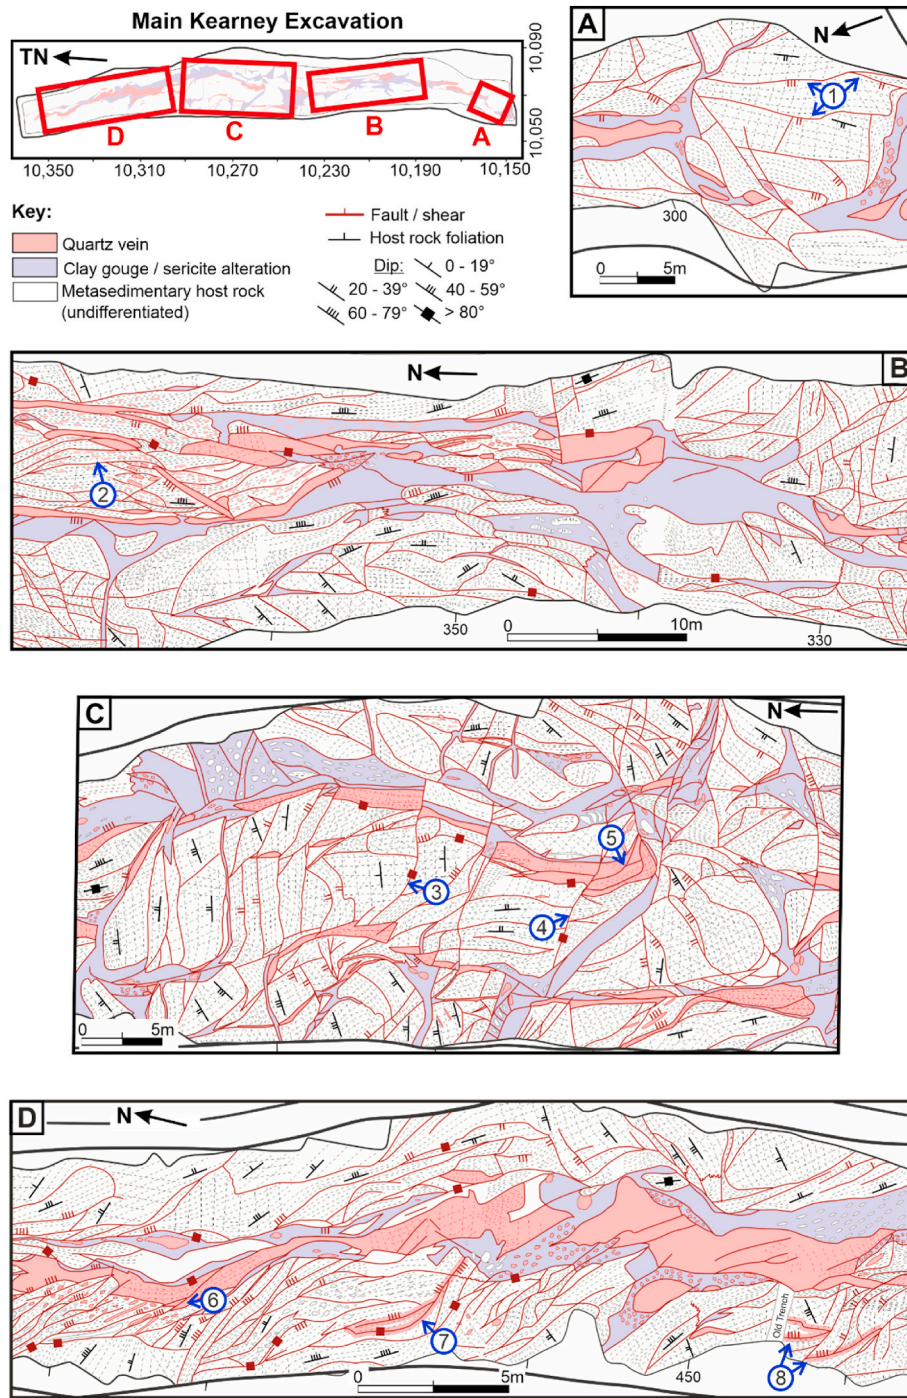 Main Kearney Excavation
TN
D
C
B
A
10,090
10,050
10,350
10,310
10,270
10,230
10,190
10,150
Key:
Quartz vein
Clay gouge / sericite alteration
Metasedimentary host rock
(undifferentiated)
Fault / shear
Host rock foliation
Dip:
0 - 19°
20 - 39°
40 - 59°
60 - 79°
> 80°
A
N
1
300
0
5m
B
N
2
350
0
10m
330
C
N
5
3
4
0
5m
D
N
6
7
Old Trench
8
0
5m
450